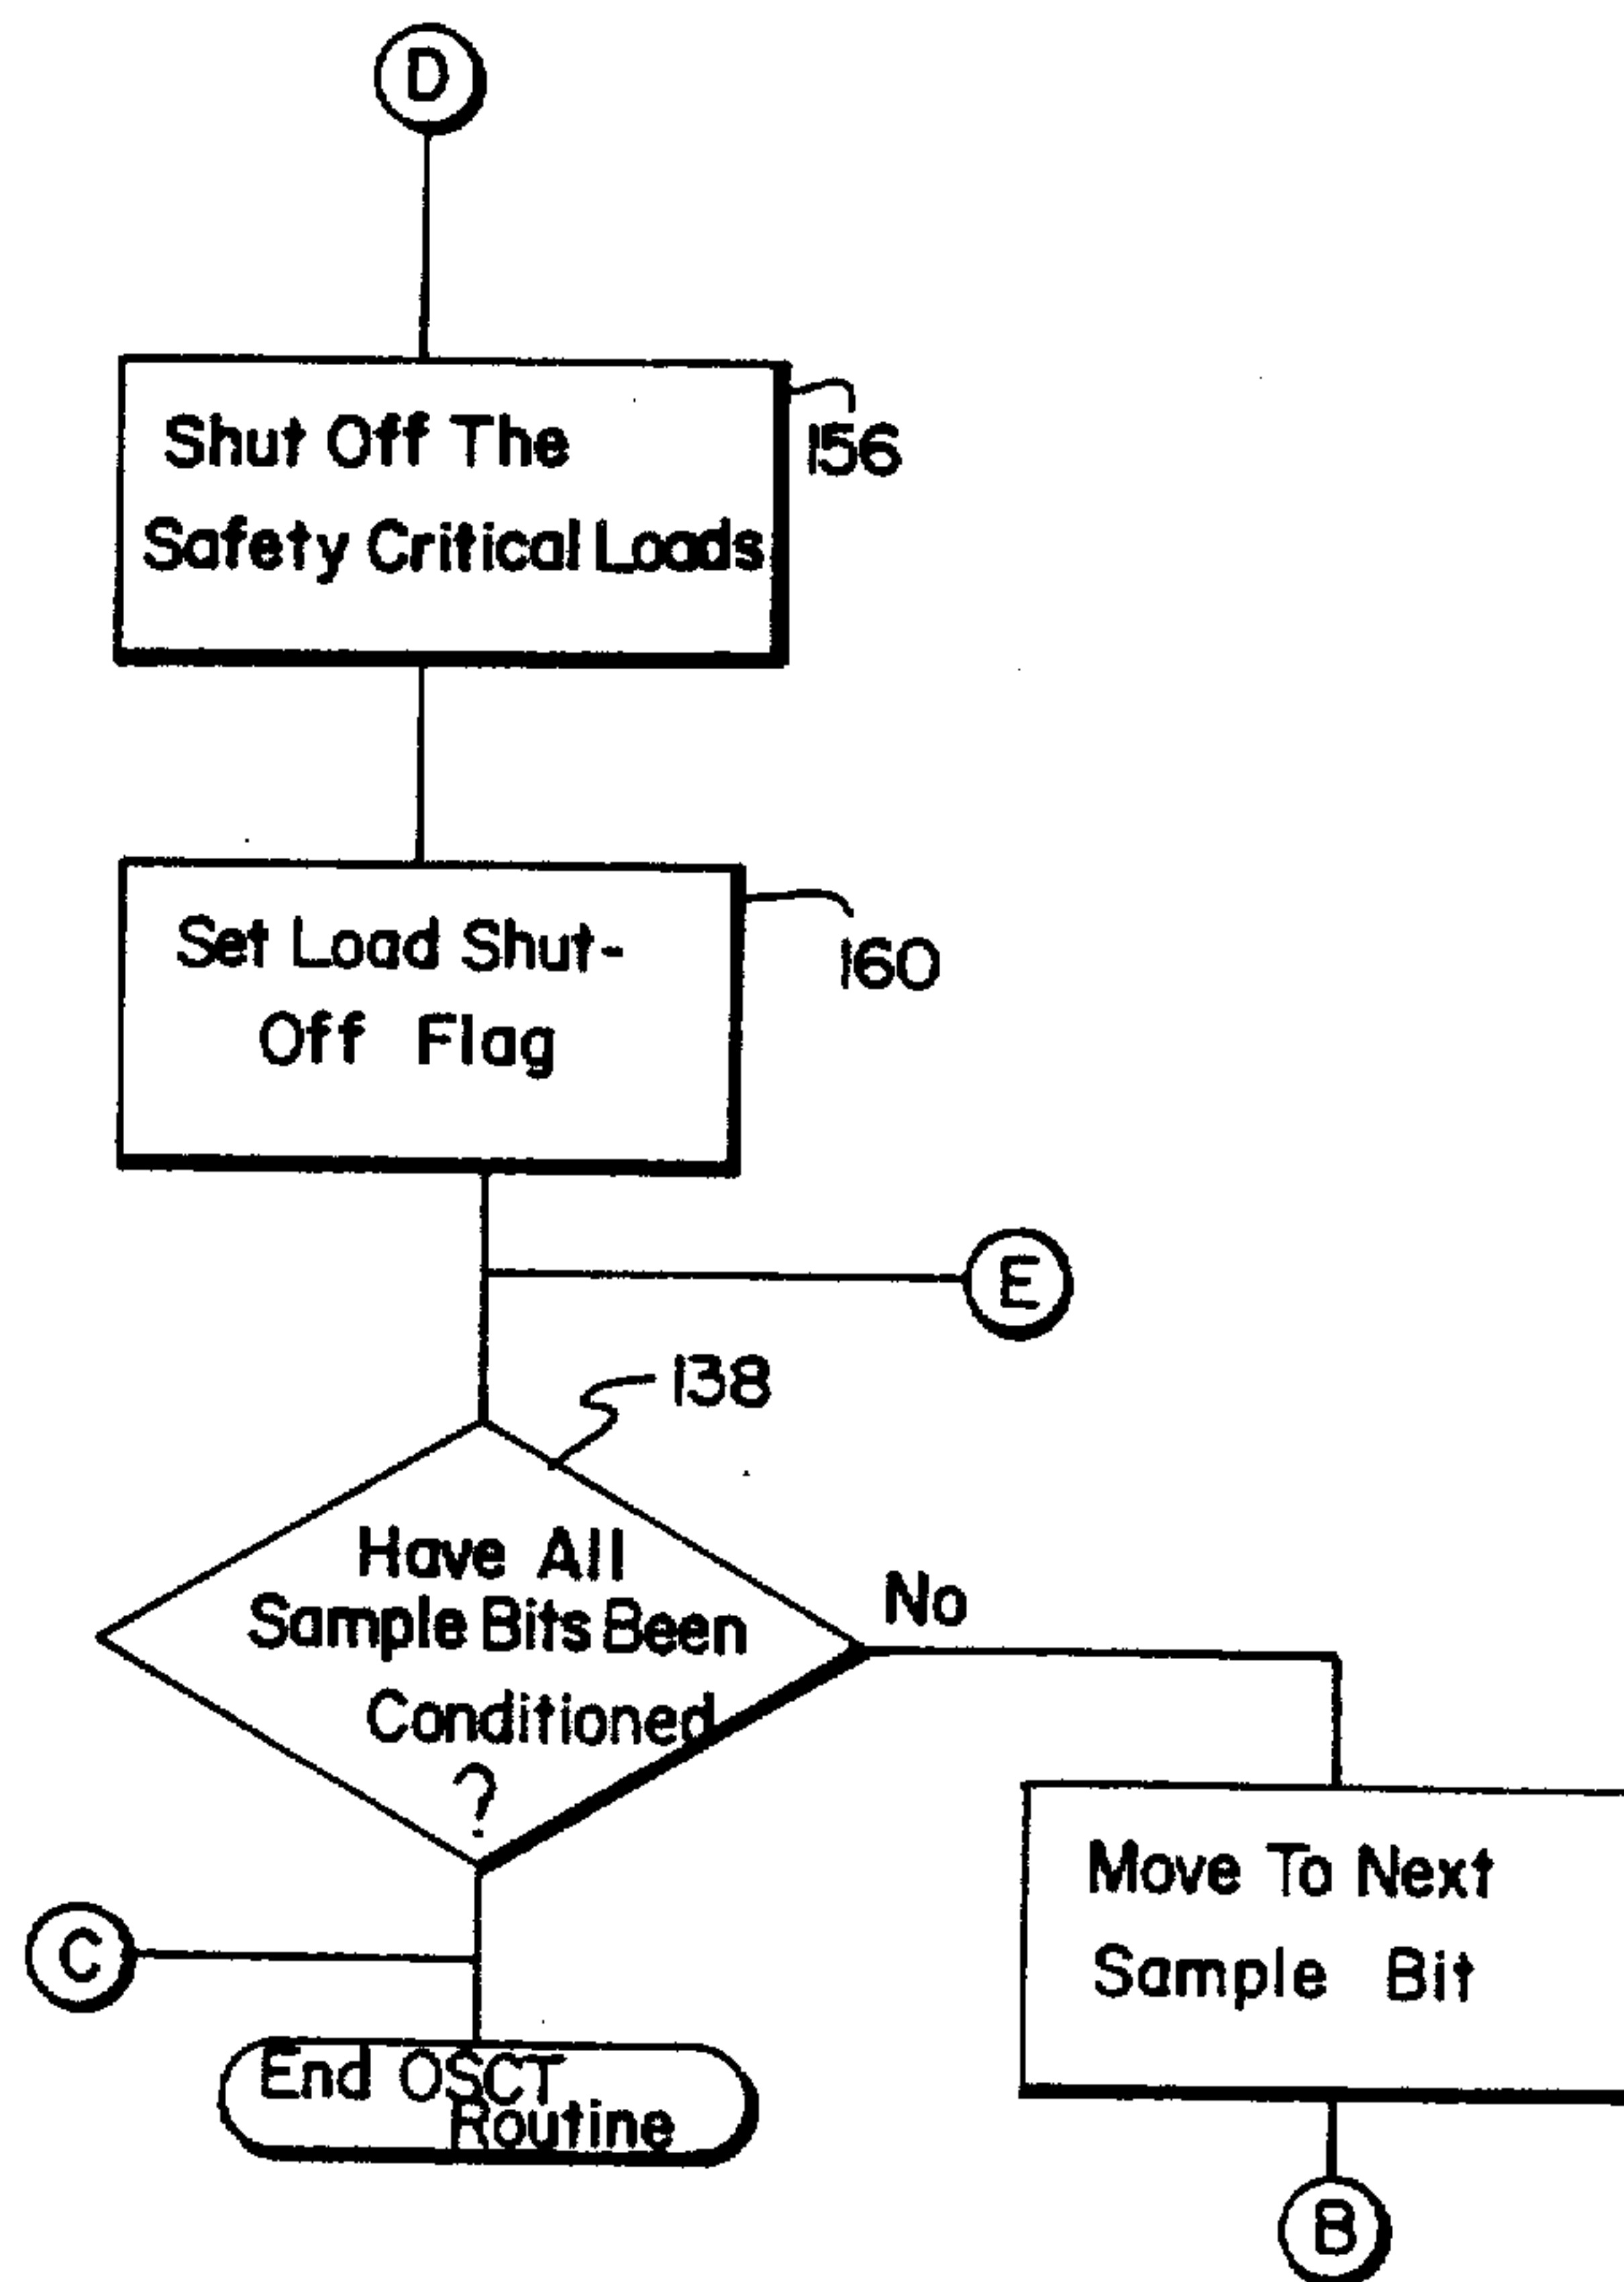 D
Shut Off The
Safety Critical Loads
156
Set Load Shut-
Off Flag
160
E
138
Have All
Sample Bits Been
Conditioned
?
No
Move To Next
Sample Bit
C
End OSCT
Routine
B